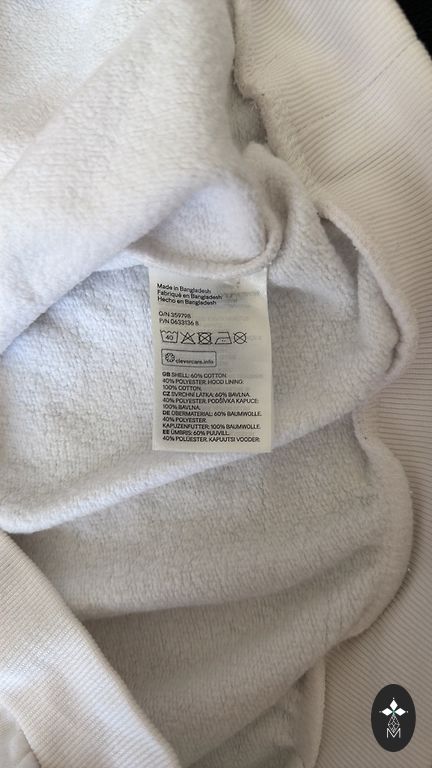 Made in Bangladesh
Fabriqué en Bangladesh
Hecho en Bangladesh
O/N 359798
P/N 0633136 B
40
clevercare.info
GB SHELL: 60% COTTON.
40% POLYESTER. HOOD LINING:
100% COTTON.
CZ SVRCHNÍ LÁTKA: 60% BAVLNA.
40% POLYESTER. PODŠÍVKA KAPUCE:
100% BAVLNA.
DE OBERMATERIAL: 60% BAUMWOLLE.
40% POLYESTER.
KAPUZENFUTTER: 100% BAUMWOLLE.
EE ÜMBRIS: 60% PUUVILL.
40% POLÜESTER. KAPUUTSI VOODER:
M